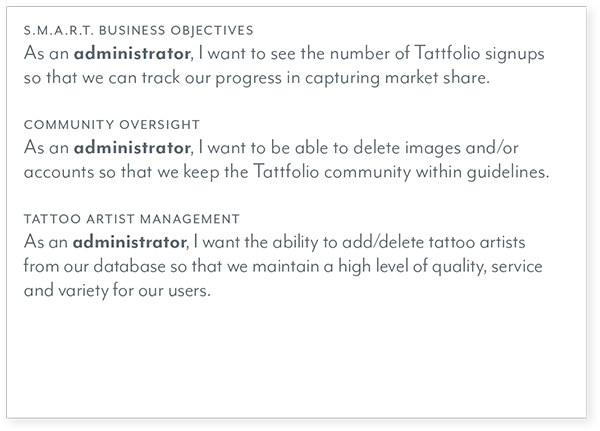 S.M.A.R.T. BUSINESS OBJECTIVES
As an administrator, I want to see the number of Tattfolio signups
so that we can track our progress in capturing market share.
COMMUNITY OVERSIGHT
As an administrator, I want to be able to delete images and/or
accounts so that we keep the Tattfolio community within guidelines.
TATTOO ARTIST MANAGEMENT
As an administrator, I want the ability to add/delete tattoo artists
from our database so that we maintain a high level of quality, service
and variety for our users.